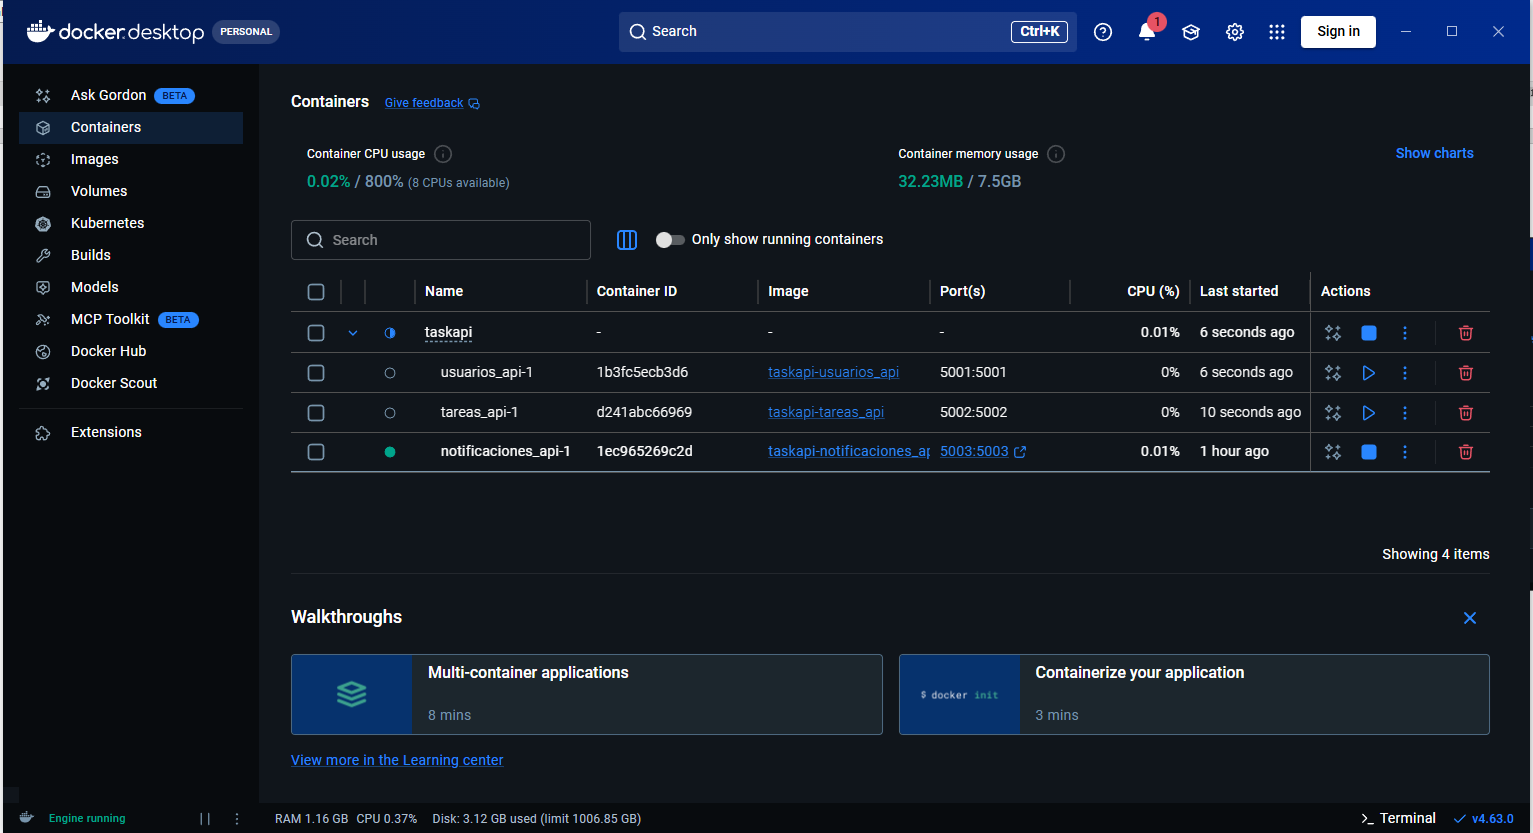 docker desktop PERSONAL Search Ctrl+K 1 Sign in
Ask Gordon BETA
Containers
Images
Volumes
Kubernetes
Builds
Models
MCP Toolkit BETA
Docker Hub
Docker Scout
Extensions
Containers Give feedback
Container CPU usage
0.02% / 800% (8 CPUs available)
Container memory usage
32.23MB / 7.5GB
Show charts
Search Only show running containers
Name Container ID Image Port(s) CPU (%) Last started Actions
taskapi - - - 0.01% 6 seconds ago
usuarios_api-1 1b3fc5ecb3d6 taskapi-usuarios_api 5001:5001 0% 6 seconds ago
tareas_api-1 d241abc66969 taskapi-tareas_api 5002:5002 0% 10 seconds ago
notificaciones_api-1 1ec965269c2d taskapi-notificaciones_ap 5003:5003 0.01% 1 hour ago
Showing 4 items
Walkthroughs
Multi-container applications
8 mins
$ docker init
Containerize your application
3 mins
View more in the Learning center
Engine running RAM 1.16 GB CPU 0.37% Disk: 3.12 GB used (limit 1006.85 GB) Terminal v4.63.0